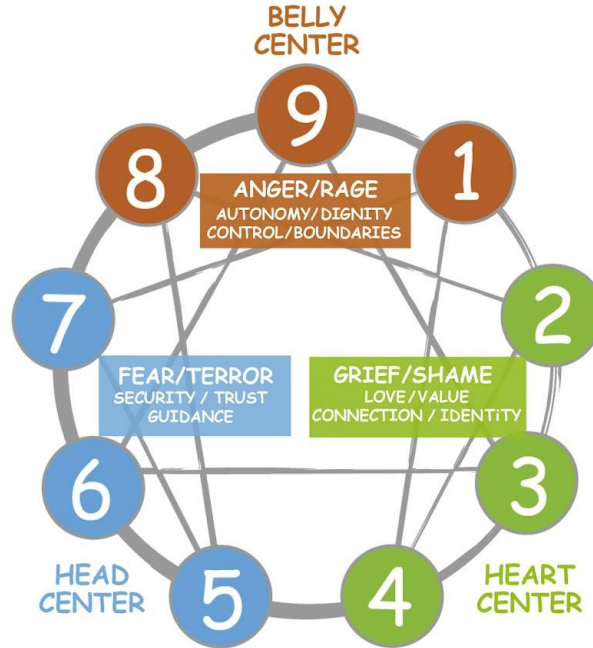 BELLY
CENTER
9
8
1
ANGER/RAGE
AUTONOMY/DIGNITY
CONTROL/BOUNDARIES
7
2
FEAR/TERROR
SECURITY / TRUST
GUIDANCE
GRIEF/SHAME
LOVE/VALUE
CONNECTION / IDENTiTY
6
3
HEAD
CENTER
5
4
HEART
CENTER